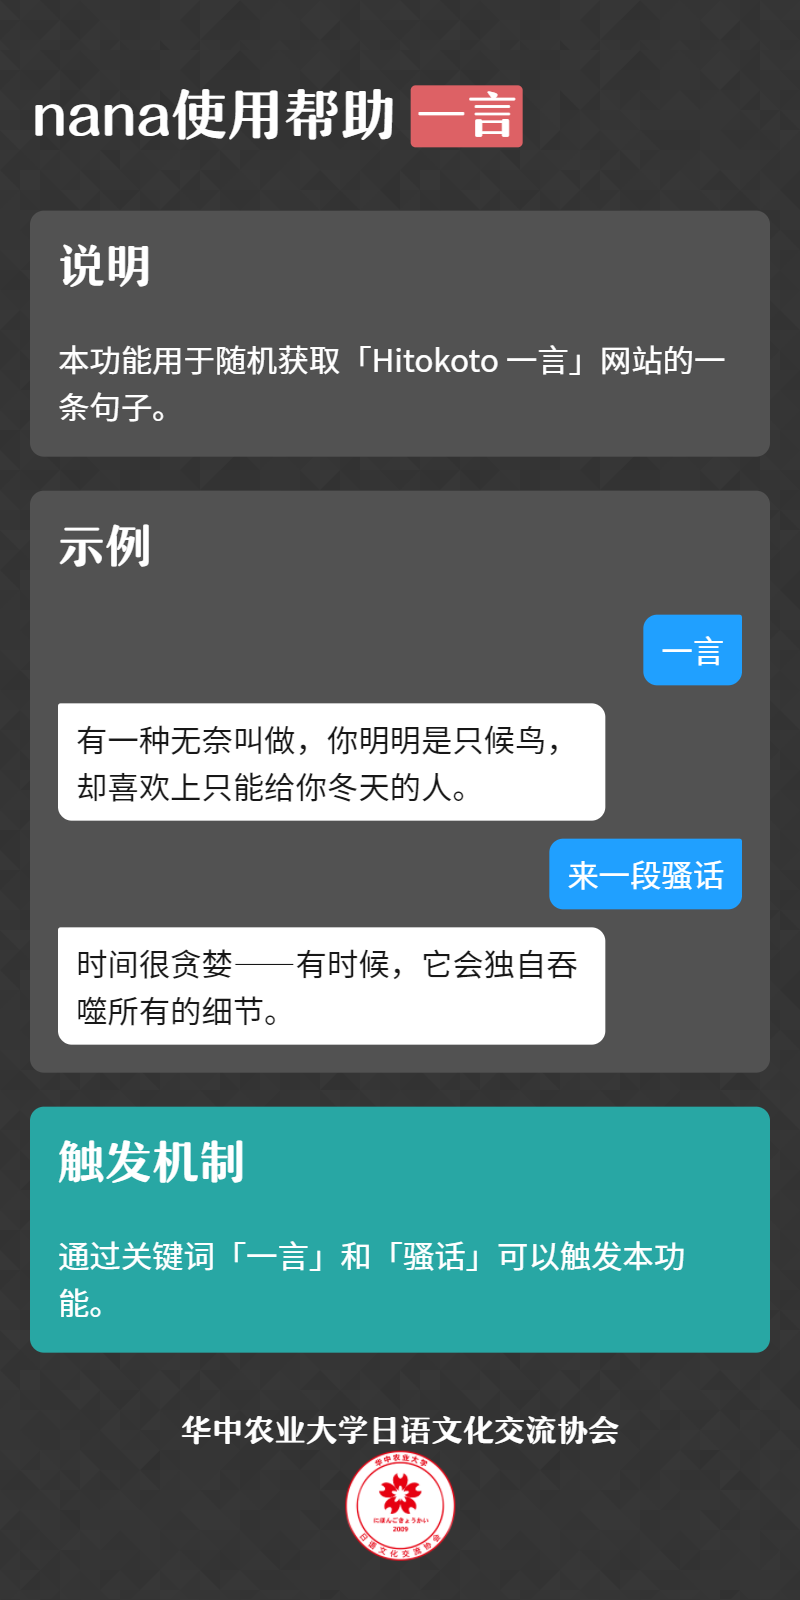 nana使用帮助 一言
说明
本功能用于随机获取「Hitokoto 一言」网站的一
条句子。
示例
一言
有一种无奈叫做，你明明是只候鸟，
却喜欢上只能给你冬天的人。
来一段骚话
时间很贪婪——有时候，它会独自吞
噬所有的细节。
触发机制
通过关键词「一言」和「骚话」可以触发本功
能。
华中农业大学日语文化交流协会
华中农业大学
にほんごきょうかい
2009
日语文化交流协会